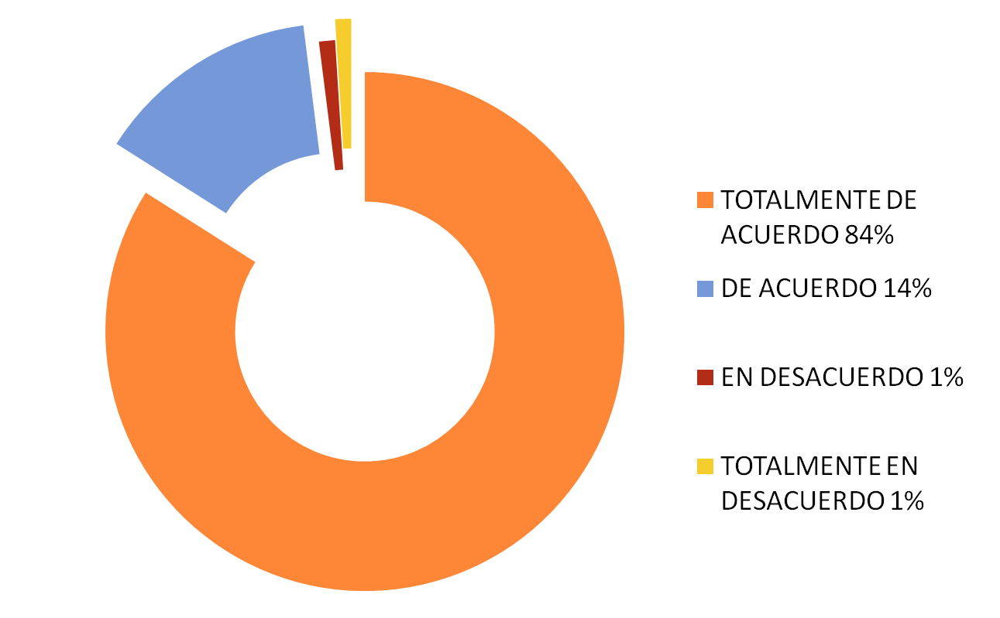 TOTALMENTE DE
ACUERDO 84%
DE ACUERDO 14%
EN DESACUERDO 1%
TOTALMENTE EN
DESACUERDO 1%